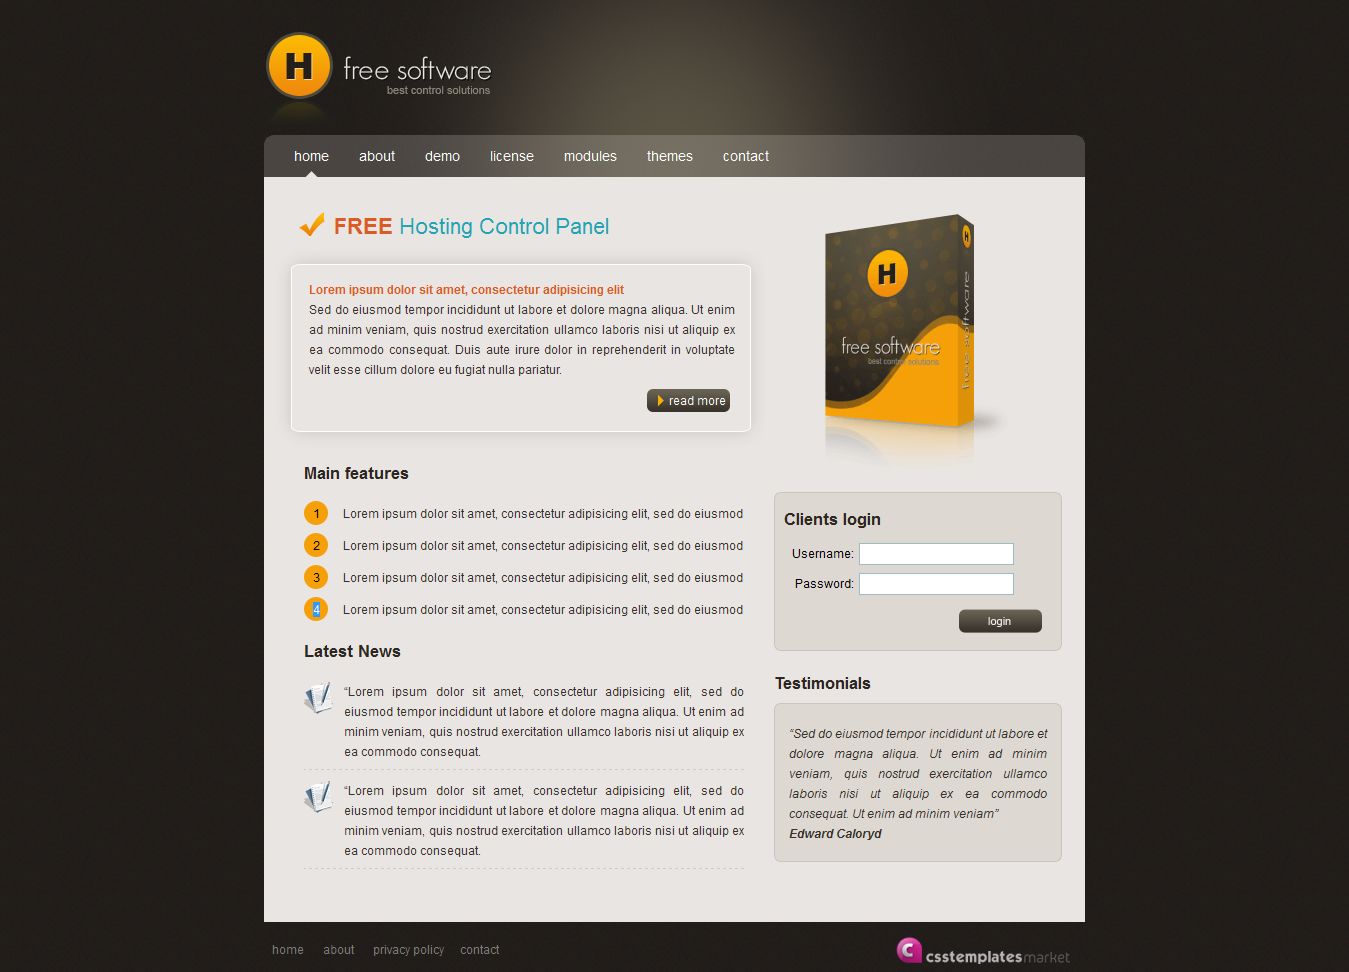 H
free software
best control solutions
home about demo license modules themes contact
FREE Hosting Control Panel
Lorem ipsum dolor sit amet, consectetur adipisicing elit
Sed do eiusmod tempor incididunt ut labore et dolore magna aliqua. Ut enim
ad minim veniam, quis nostrud exercitation ullamco laboris nisi ut aliquip ex
ea commodo consequat. Duis aute irure dolor in reprehenderit in voluptate
velit esse cillum dolore eu fugiat nulla pariatur.
read more
H
free software
best control solutions
H
free software
Main features
1 Lorem ipsum dolor sit amet, consectetur adipisicing elit, sed do eiusmod
2 Lorem ipsum dolor sit amet, consectetur adipisicing elit, sed do eiusmod
3 Lorem ipsum dolor sit amet, consectetur adipisicing elit, sed do eiusmod
4 Lorem ipsum dolor sit amet, consectetur adipisicing elit, sed do eiusmod
Latest News
“Lorem ipsum dolor sit amet, consectetur adipisicing elit, sed do
eiusmod tempor incididunt ut labore et dolore magna aliqua. Ut enim ad
minim veniam, quis nostrud exercitation ullamco laboris nisi ut aliquip ex
ea commodo consequat.
“Lorem ipsum dolor sit amet, consectetur adipisicing elit, sed do
eiusmod tempor incididunt ut labore et dolore magna aliqua. Ut enim ad
minim veniam, quis nostrud exercitation ullamco laboris nisi ut aliquip ex
ea commodo consequat.
Clients login
Username:
Password:
login
Testimonials
“Sed do eiusmod tempor incididunt ut labore et
dolore magna aliqua. Ut enim ad minim
veniam, quis nostrud exercitation ullamco
laboris nisi ut aliquip ex ea commodo
consequat. Ut enim ad minim veniam”
Edward Caloryd
home about privacy policy contact
c csstemplatesmarket